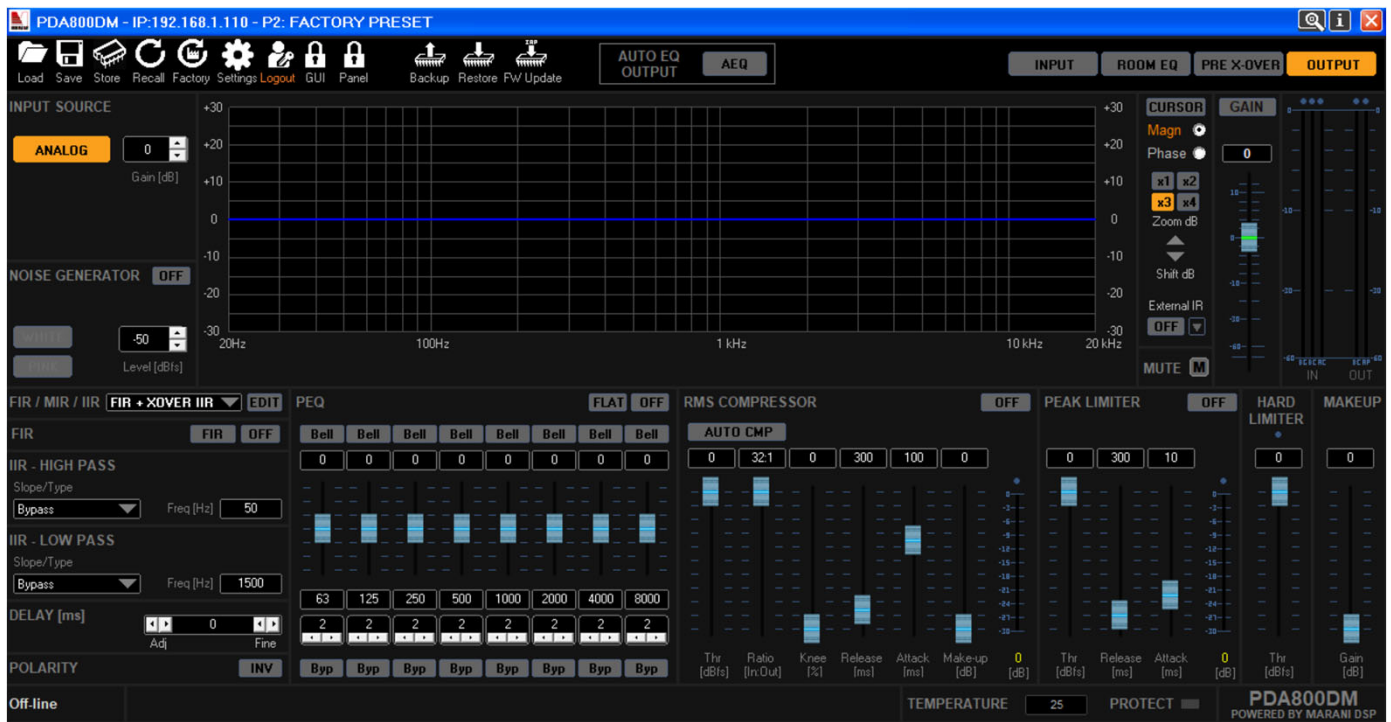 PDA800DM - IP:192.168.1.110 - P2: FACTORY PRESET
Load Save Store Recall Factory Settings Logout GUI Panel Backup Restore FW Update
AUTO EQ OUTPUT AEQ
INPUT ROOM EQ PRE X-OVER OUTPUT
INPUT SOURCE
ANALOG 0
Gain [dB]
NOISE GENERATOR OFF
WHITE -50
PINK Level [dBfs]
+30 +30
+20 +20
+10 +10
0 0
-10 -10
-20 -20
-30 -30
20Hz 100Hz 1 kHz 10 kHz 20 kHz
CURSOR
Magn
Phase
x1 x2
x3 x4
Zoom dB
Shift dB
External IR
OFF
MUTE M
GAIN
0
IN OUT
FIR / MIR / IIR FIR + XOVER IIR EDIT
FIR FIR OFF
IIR - HIGH PASS
Slope/Type
Bypass Freq [Hz] 50
IIR - LOW PASS
Slope/Type
Bypass Freq [Hz] 1500
DELAY [ms]
0
Adj Fine
POLARITY INV
PEQ FLAT OFF
Bell Bell Bell Bell Bell Bell Bell Bell
0 0 0 0 0 0 0 0
63 125 250 500 1000 2000 4000 8000
2 2 2 2 2 2 2 2
Byp Byp Byp Byp Byp Byp Byp Byp
RMS COMPRESSOR OFF
AUTO CMP
0 32:1 0 300 100 0
Thr Ratio Knee Release Attack Make-up 0
[dBfs] [In:Out] [%] [ms] [ms] [dB] [dB]
PEAK LIMITER OFF
0 300 10
Thr Release Attack 0
[dBfs] [ms] [ms] [dB]
HARD LIMITER
0
Thr
[dBfs]
MAKEUP
0
Gain
[dB]
Off-line
TEMPERATURE 25 PROTECT
PDA800DM
POWERED BY MARANI DSP